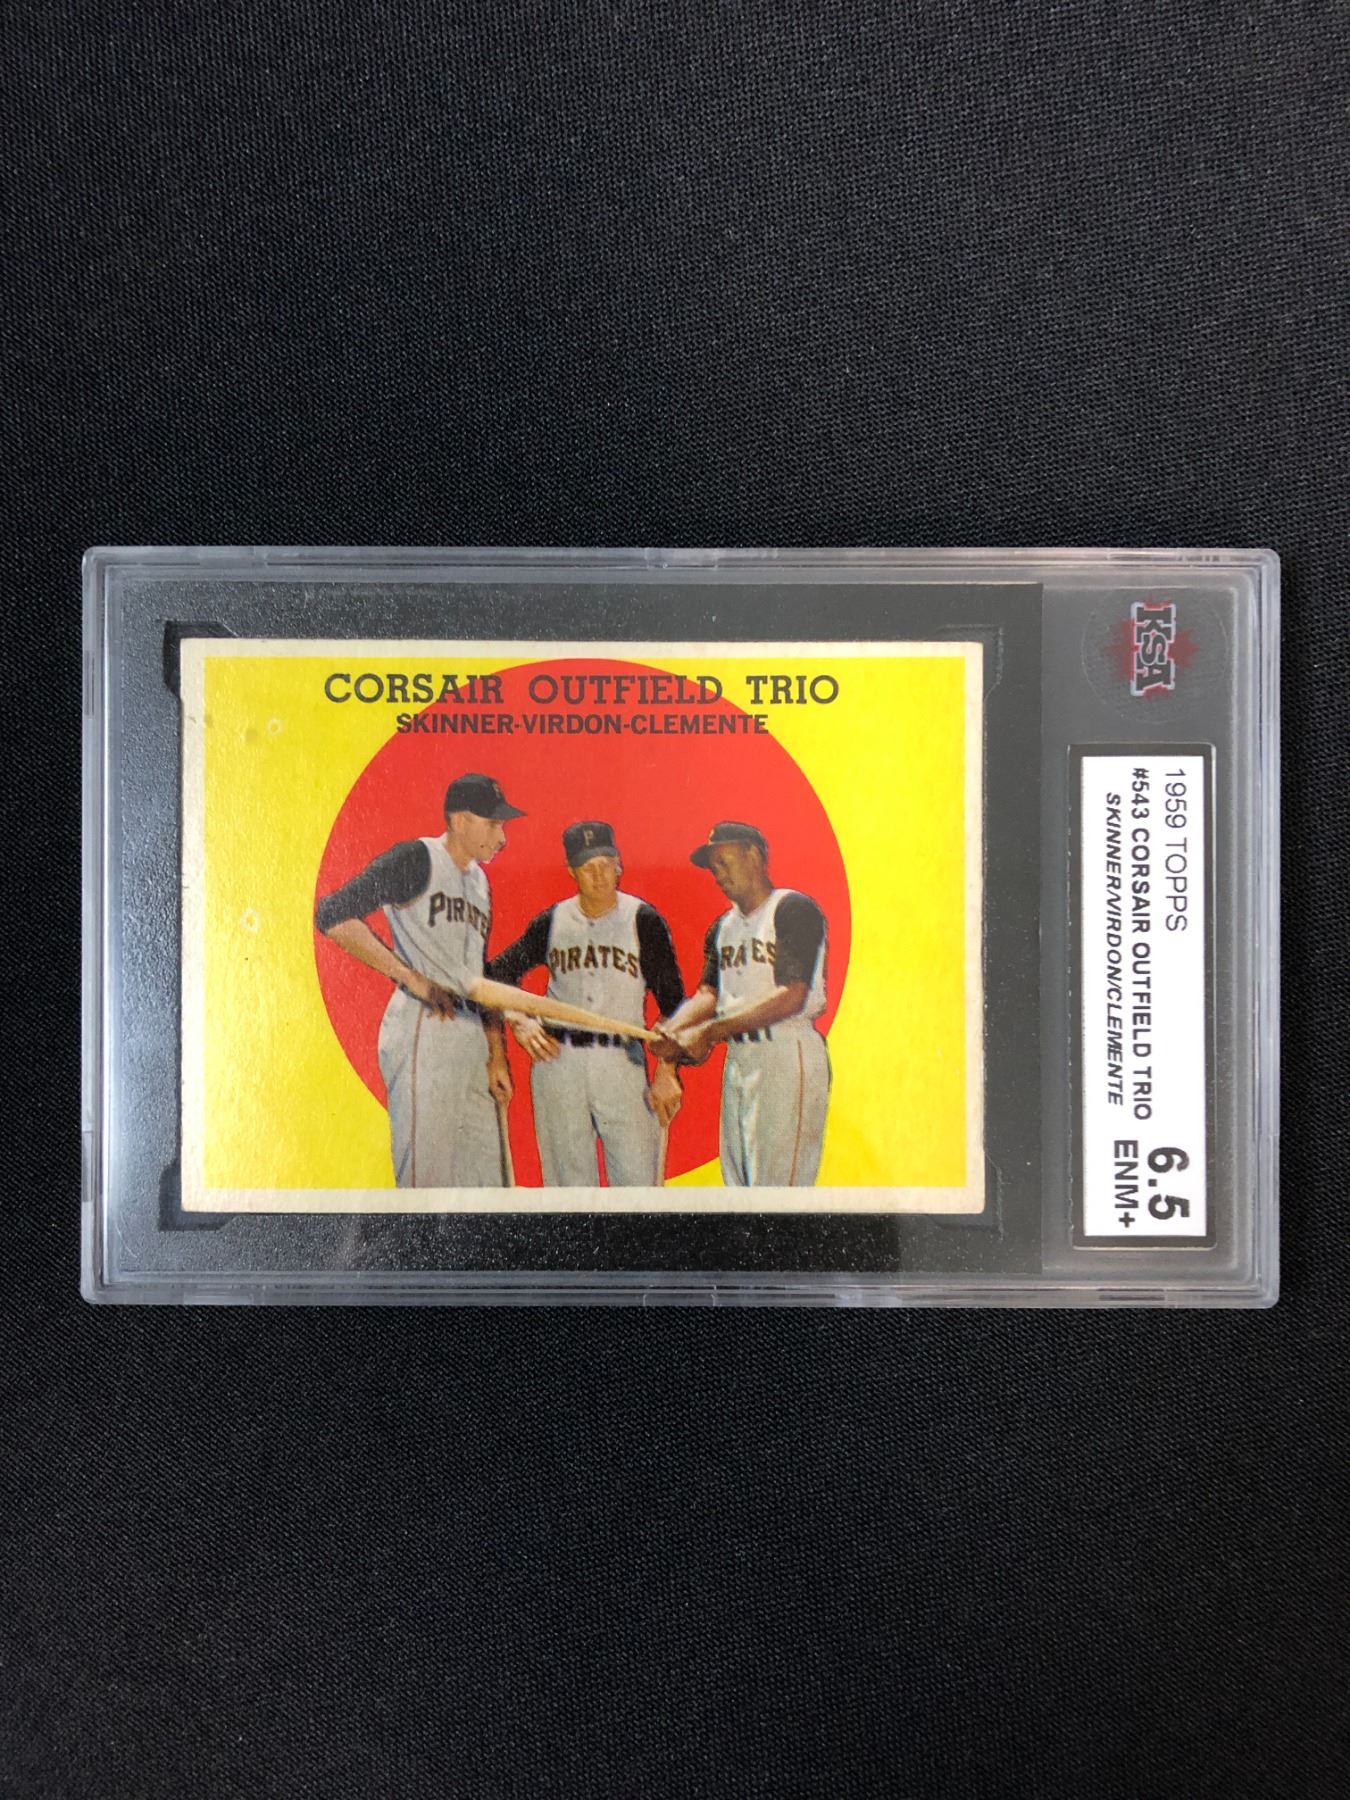 CORSAIR OUTFIELD TRIO
SKINNER-VIRDON-CLEMENTE
P
PIRATES
PIRATES
KSA
1959 TOPPS
#543 CORSAIR OUTFIELD TRIO
SKINNER/VIRDON/CLEMENTE
6.5
ENM+